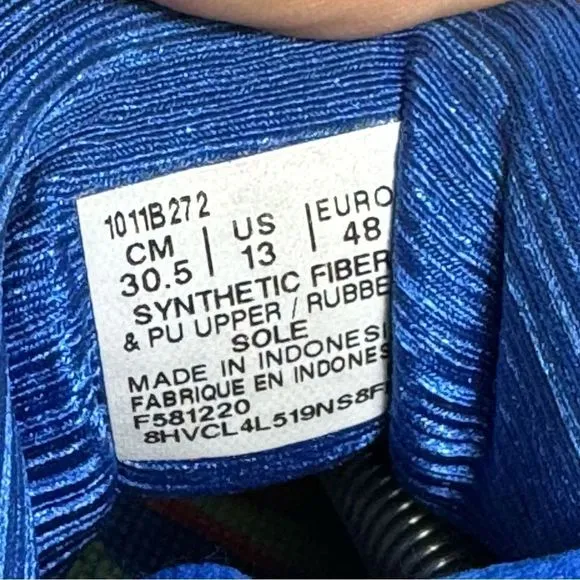 1011B272
CM | US | EURO
30.5 | 13 | 48
SYNTHETIC FIBER
& PU UPPER / RUBBE
SOLE
MADE IN INDONESI
FABRIQUE EN INDONES
F581220
8HVCL4L519NS8F